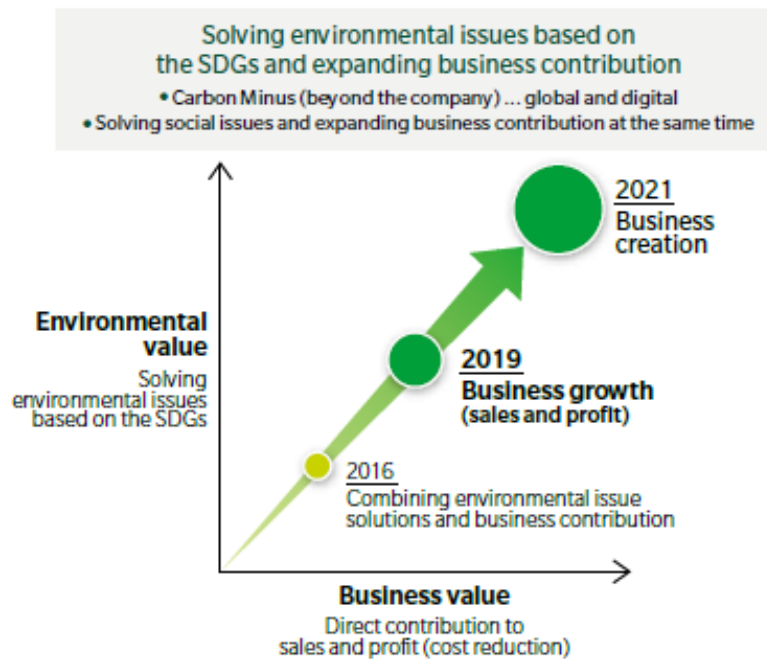 Solving environmental issues based on
the SDGs and expanding business contribution
• Carbon Minus (beyond the company) ... global and digital
• Solving social issues and expanding business contribution at the same time
2021
Business
creation
Environmental
value
Solving
environmental issues
based on the SDGs
2019
Business growth
(sales and profit)
2016
Combining environmental issue
solutions and business contribution
Business value
Direct contribution to
sales and profit (cost reduction)